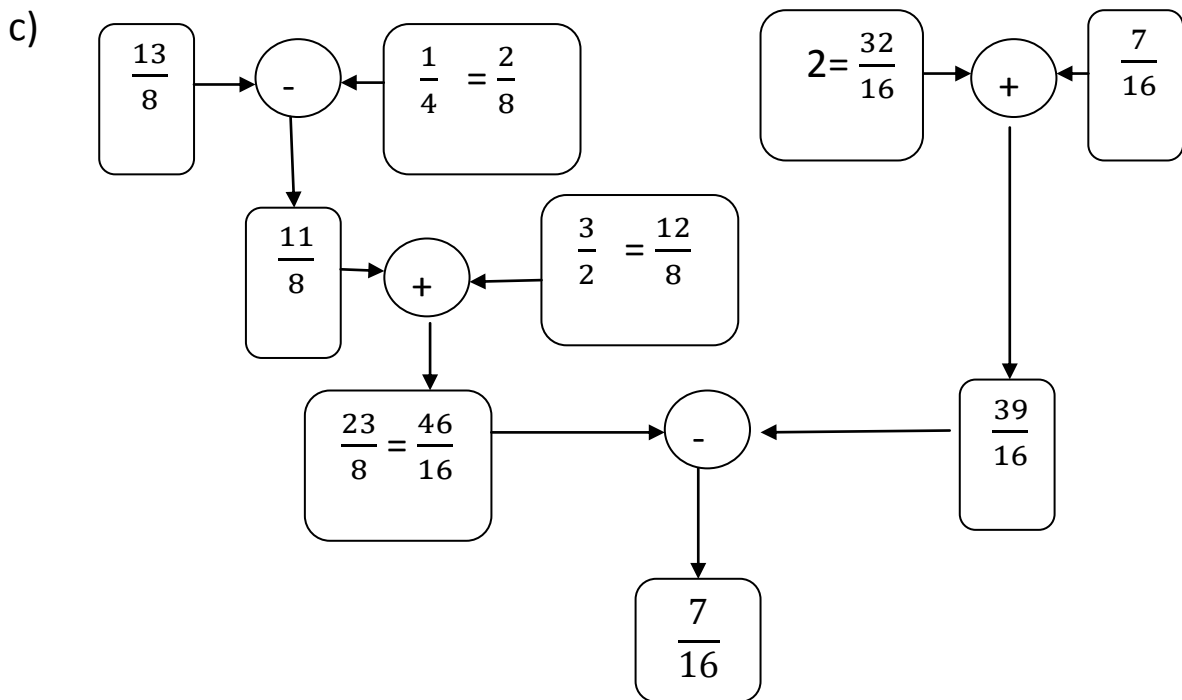 c)
13/8 - 1/4 = 2/8 2= 32/16 + 7/16
11/8 + 3/2 = 12/8
23/8 = 46/16 - 39/16
7/16